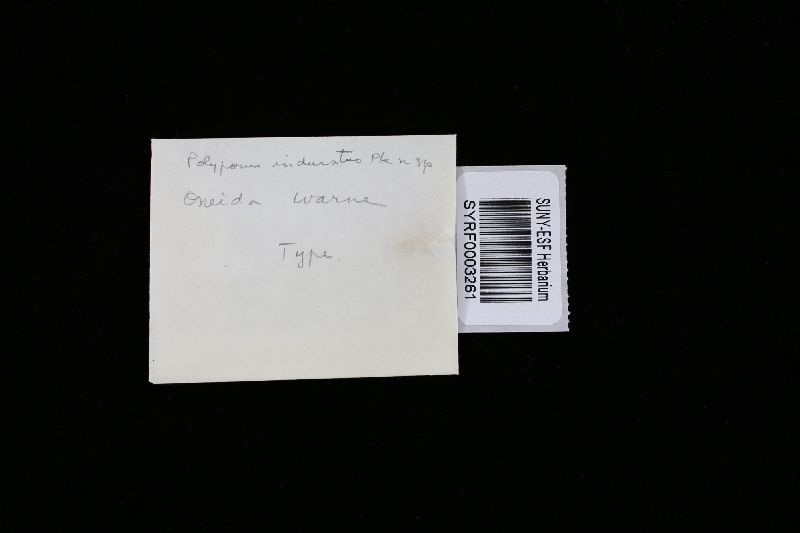 Polyporus induratus Pk n sp
Oneida Warne
Type.
SUNY-ESF Herbarium
SYRF0003261